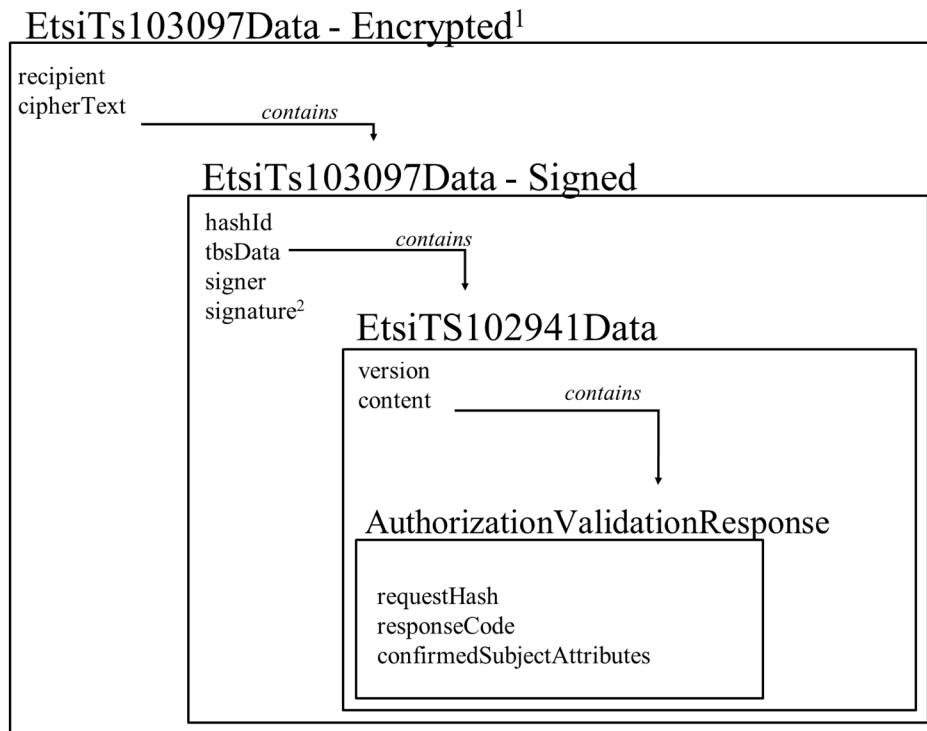 EtsiTs103097Data - Encrypted¹
recipient
cipherText
contains
EtsiTs103097Data - Signed
hashId
tbsData
contains
signer
signature²
EtsiTS102941Data
version
content
contains
AuthorizationValidationResponse
requestHash
responseCode
confirmedSubjectAttributes